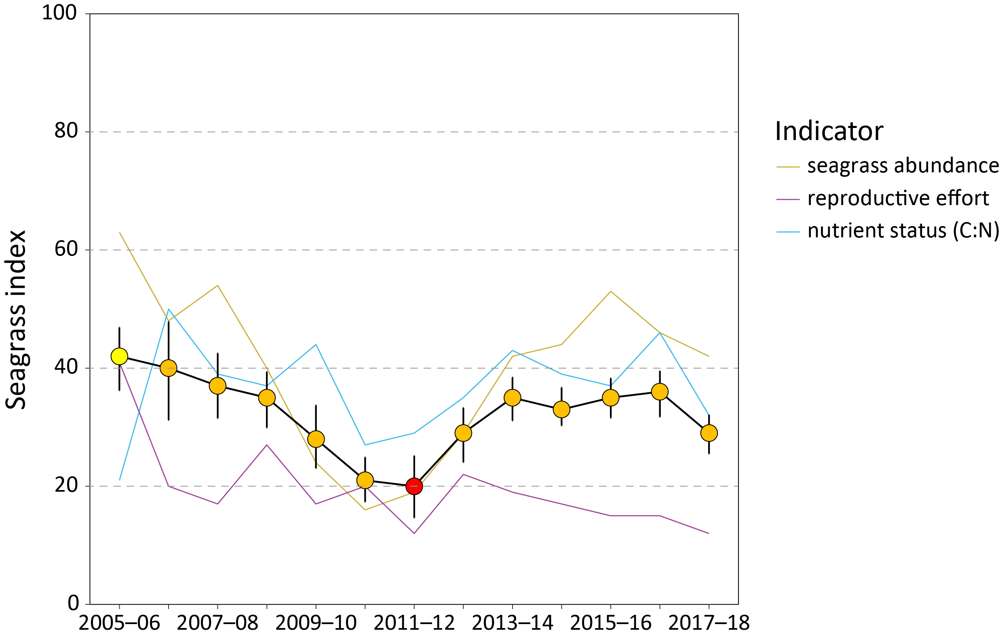 100
80
60
40
20
0
Seagrass index
2005–06 2007–08 2009–10 2011–12 2013–14 2015–16 2017–18
Indicator
seagrass abundance
reproductive effort
nutrient status (C:N)